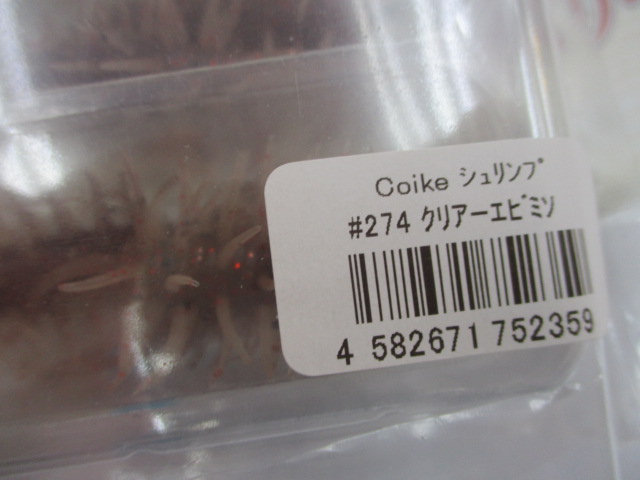 Coike ｼｭﾘﾝﾌﾟ
#274 ｸﾘｱｰｴﾋﾞﾐｿ
4 582671 752359